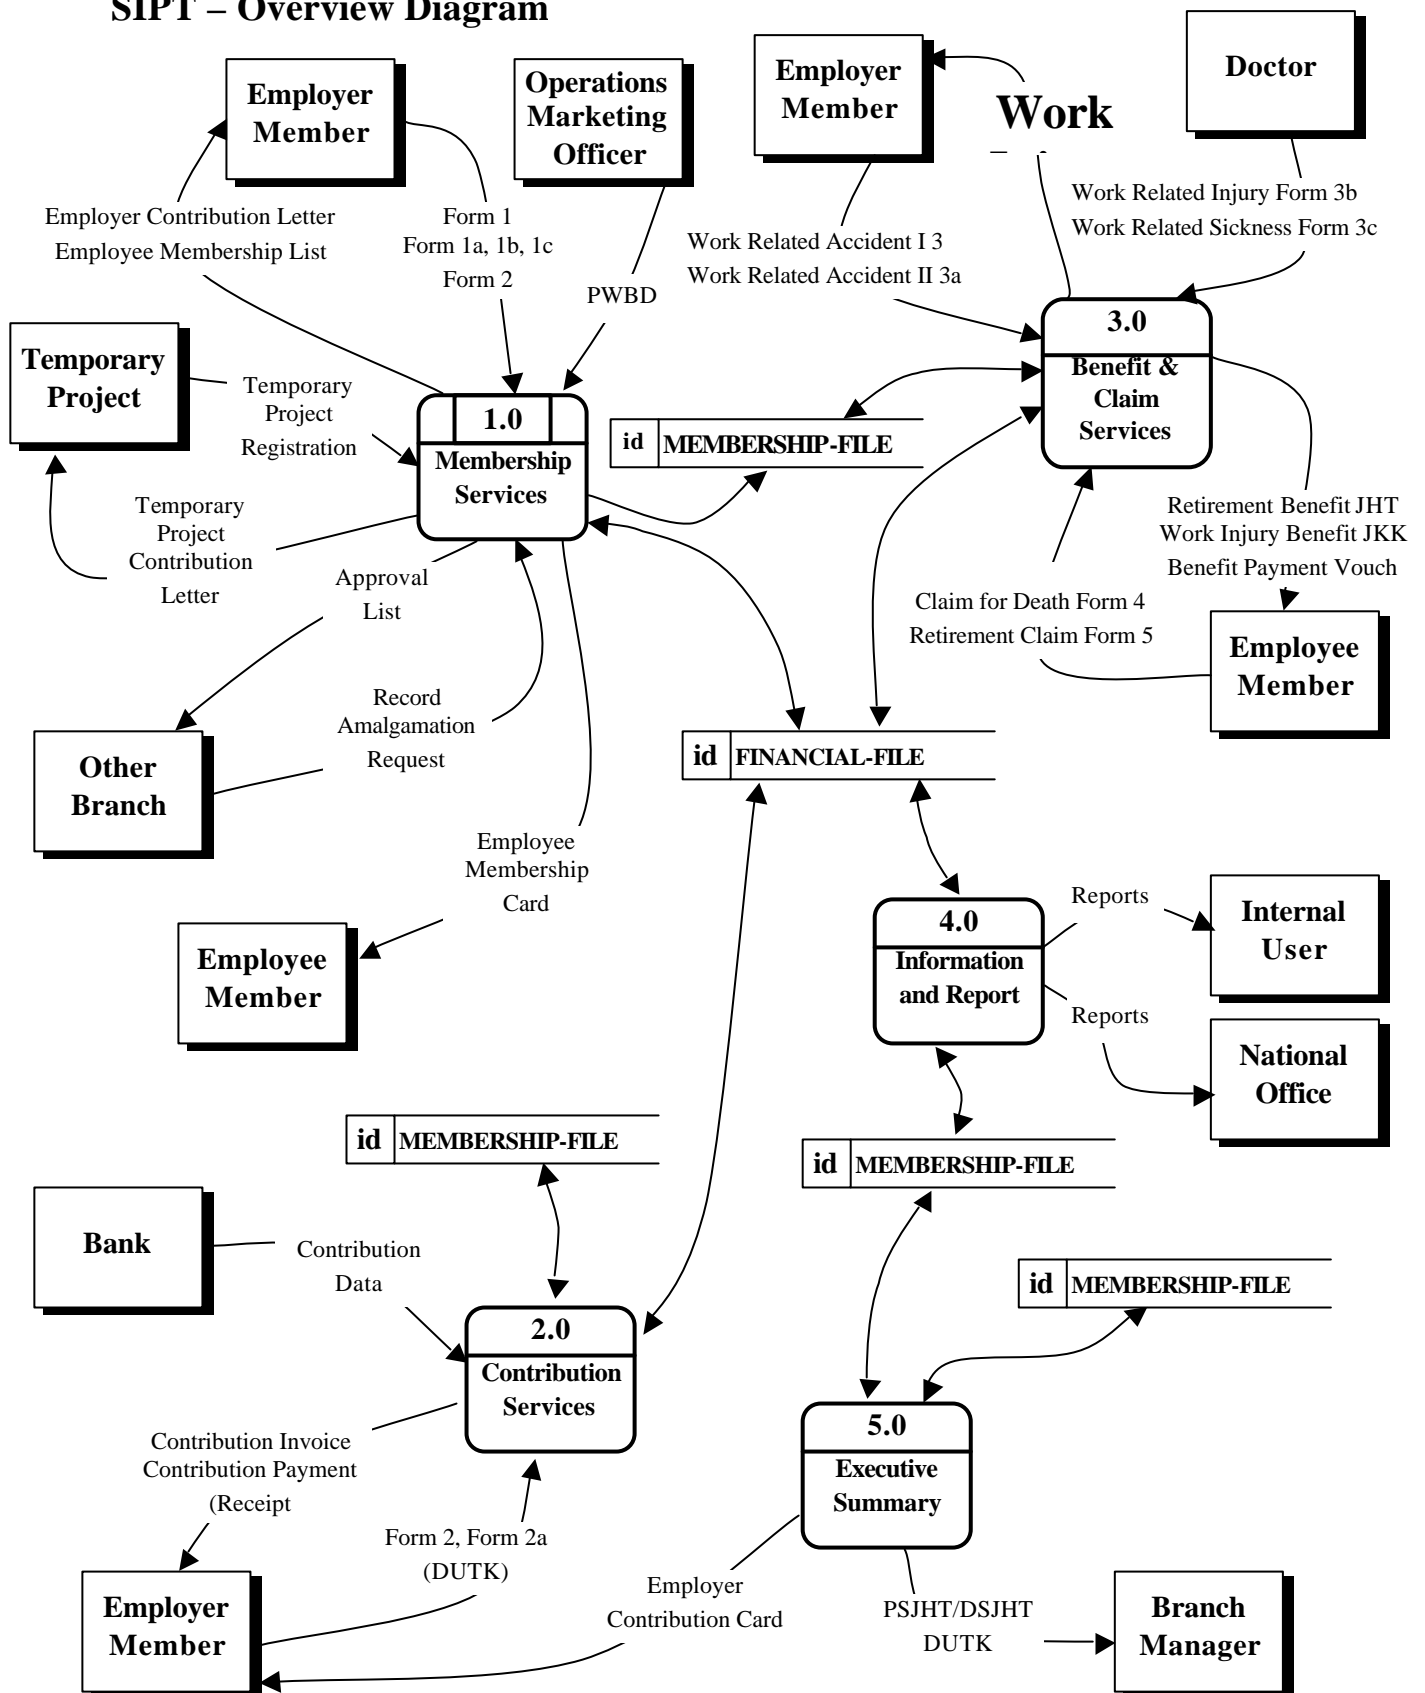 SIPT – Overview Diagram
Employer
Member
Operations
Marketing
Officer
Employer
Member
Work
Doctor
Employer Contribution Letter
Employee Membership List
Form 1
Form 1a, 1b, 1c
Form 2
PWBD
Work Related Accident I 3
Work Related Accident II 3a
Work Related Injury Form 3b
Work Related Sickness Form 3c
Temporary
Project
Temporary
Project
Registration
1.0
Membership
Services
id MEMBERSHIP-FILE
3.0
Benefit &
Claim
Services
Temporary
Project
Contribution
Letter
Approval
List
Retirement Benefit JHT
Work Injury Benefit JKK
Benefit Payment Vouch
Claim for Death Form 4
Retirement Claim Form 5
Employee
Member
Record
Amalgamation
Request
Other
Branch
id FINANCIAL-FILE
Employee
Membership
Card
Employee
Member
4.0
Information
and Report
Reports
Internal
User
Reports
National
Office
id MEMBERSHIP-FILE
id MEMBERSHIP-FILE
Bank
Contribution
Data
id MEMBERSHIP-FILE
2.0
Contribution
Services
5.0
Executive
Summary
Contribution Invoice
Contribution Payment
(Receipt
Form 2, Form 2a
(DUTK)
Employer
Member
Employer
Contribution Card
PSJHT/DSJHT
DUTK
Branch
Manager